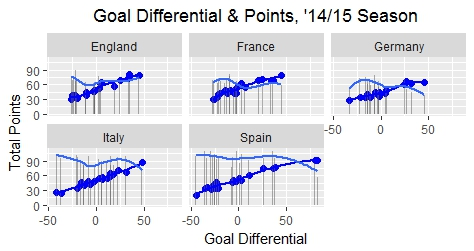 Goal Differential & Points, '14/15 Season
England France Germany
90
60
30
0
-50 0 50
Italy Spain
90
60
30
0
-50 0 50 -50 0 50
Total Points
Goal Differential